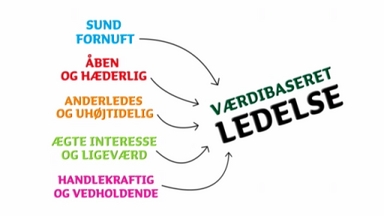 SUND
FORNUFT
ÅBEN
OG HÆDERLIG
ANDERLEDES
OG UHØJTIDELIG
ÆGTE INTERESSE
OG LIGEVÆRD
HANDLEKRAFTIG
OG VEDHOLDENDE
VÆRDIBASERET
LEDELSE